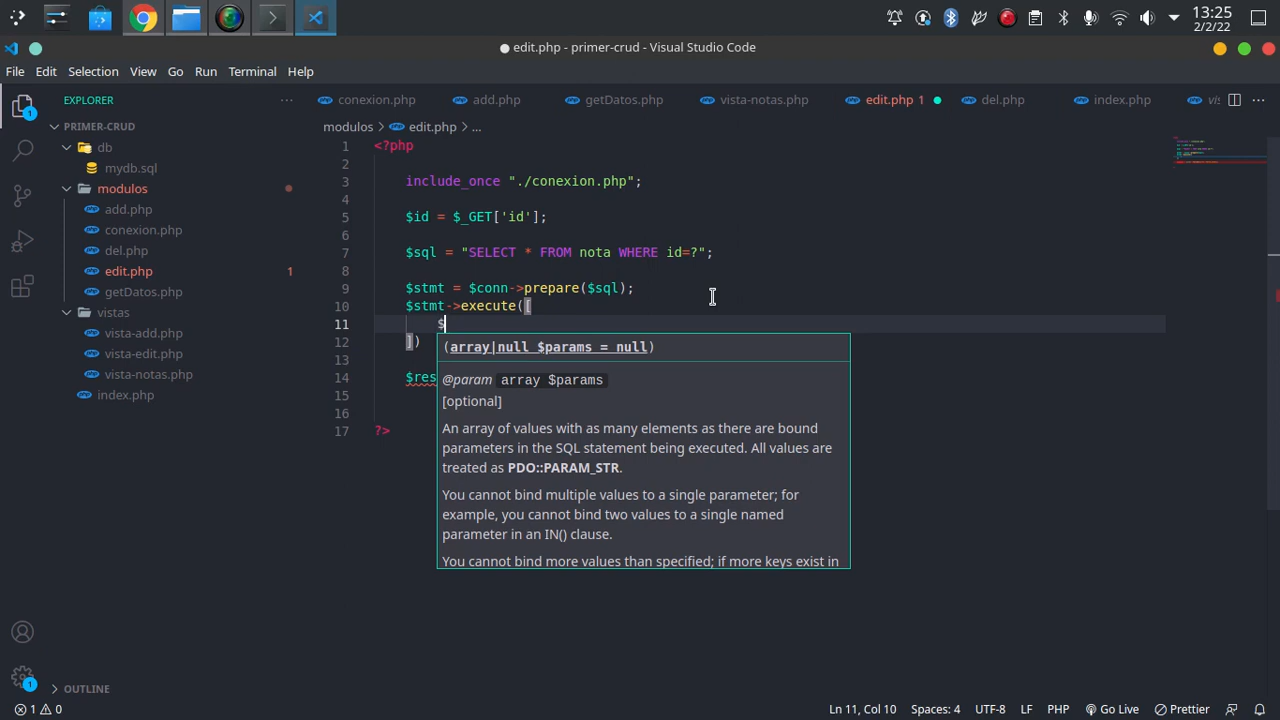 13:25
2/2/22
● edit.php - primer-crud - Visual Studio Code
File Edit Selection View Go Run Terminal Help
EXPLORER ···
conexion.php add.php getDatos.php vista-notas.php edit.php 1 ● del.php index.php ···
PRIMER-CRUD
modulos > edit.php > ...
db
mydb.sql
modulos
add.php
conexion.php
del.php
edit.php 1
getDatos.php
vistas
vista-add.php
vista-edit.php
vista-notas.php
index.php
1 <?php
2
3 include_once "./conexion.php";
4
5 $id = $_GET['id'];
6
7 $sql = "SELECT * FROM nota WHERE id=?";
8
9 $stmt = $conn->prepare($sql);
10 $stmt->execute([
11 $
12 ])
13
14 $res
15
16
17 ?>
(array|null $params = null)
@param array $params
[optional]
An array of values with as many elements as there are bound
parameters in the SQL statement being executed. All values are
treated as PDO::PARAM_STR.
You cannot bind multiple values to a single parameter; for
example, you cannot bind two values to a single named
parameter in an IN() clause.
You cannot bind more values than specified; if more keys exist in
1
1
OUTLINE
1 0 Ln 11, Col 10 Spaces: 4 UTF-8 LF PHP Go Live Prettier